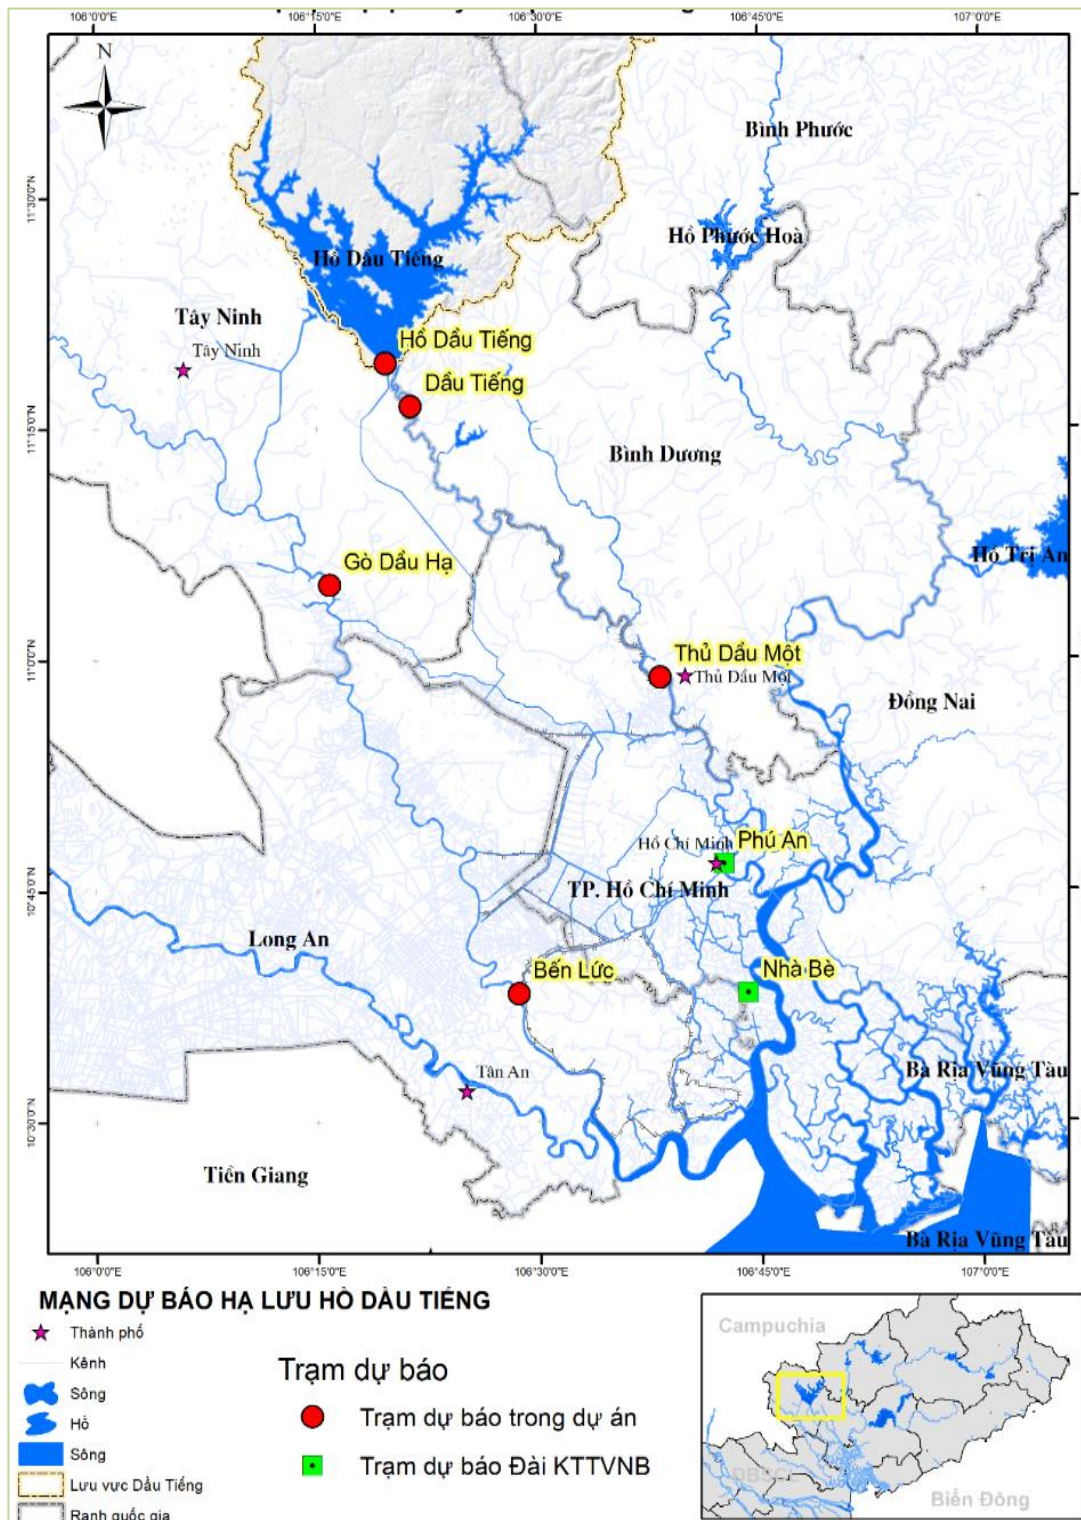 106°0'0"E 106°15'0"E 106°30'0"E 106°45'0"E 107°0'0"E
N
Bình Phước
11°30'0"N
Hồ Phước Hoà
Hồ Dầu Tiếng
Tây Ninh
Hồ Dầu Tiếng
Tây Ninh
Dầu Tiếng
11°15'0"N
Bình Dương
Hồ Trị An
Gò Dầu Hạ
11°0'0"N
Thủ Dầu Một
Thủ Dầu Một
Đồng Nai
Phú An
Hồ Chí Minh
TP. Hồ Chí Minh
10°45'0"N
Long An
Bến Lức
Nhà Bè
Tân An
Bà Rịa Vũng Tàu
10°30'0"N
Tiền Giang
Bà Rịa Vũng Tàu
106°0'0"E 106°15'0"E 106°30'0"E 106°45'0"E 107°0'0"E
MẠNG DỰ BÁO HẠ LƯU HỒ DẦU TIẾNG
Thành phố
Kênh
Sông
Hồ
Sông
Lưu vực Dầu Tiếng
Ranh quốc gia
Trạm dự báo
Trạm dự báo trong dự án
Trạm dự báo Đài KTTVNB
Campuchia
ĐBSCL
Biển Đông